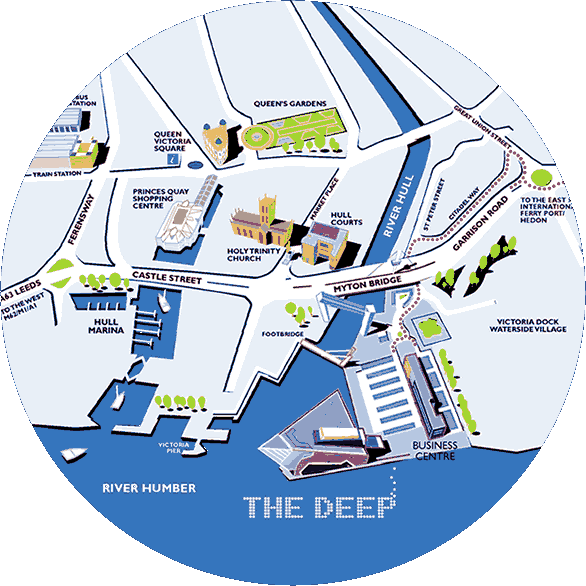 BUS
STATION
TRAIN STATION
QUEEN
VICTORIA
SQUARE
i
QUEEN'S GARDENS
GREAT UNION STREET
PRINCES QUAY
SHOPPING
CENTRE
FERENSWAY
MARKET PLACE
HULL
COURTS
HOLY TRINITY
CHURCH
RIVER HULL
ST PETER STREET
CITADEL WAY
GARRISON ROAD
TO THE EAST
INTERNATIONAL
FERRY PORT/
HEDON
A63 LEEDS
TO THE WEST
M62/M1/A1
CASTLE STREET
MYTON BRIDGE
HULL
MARINA
FOOTBRIDGE
VICTORIA DOCK
WATERSIDE VILLAGE
VICTORIA
PIER
BUSINESS
CENTRE
RIVER HUMBER
THE DEEP